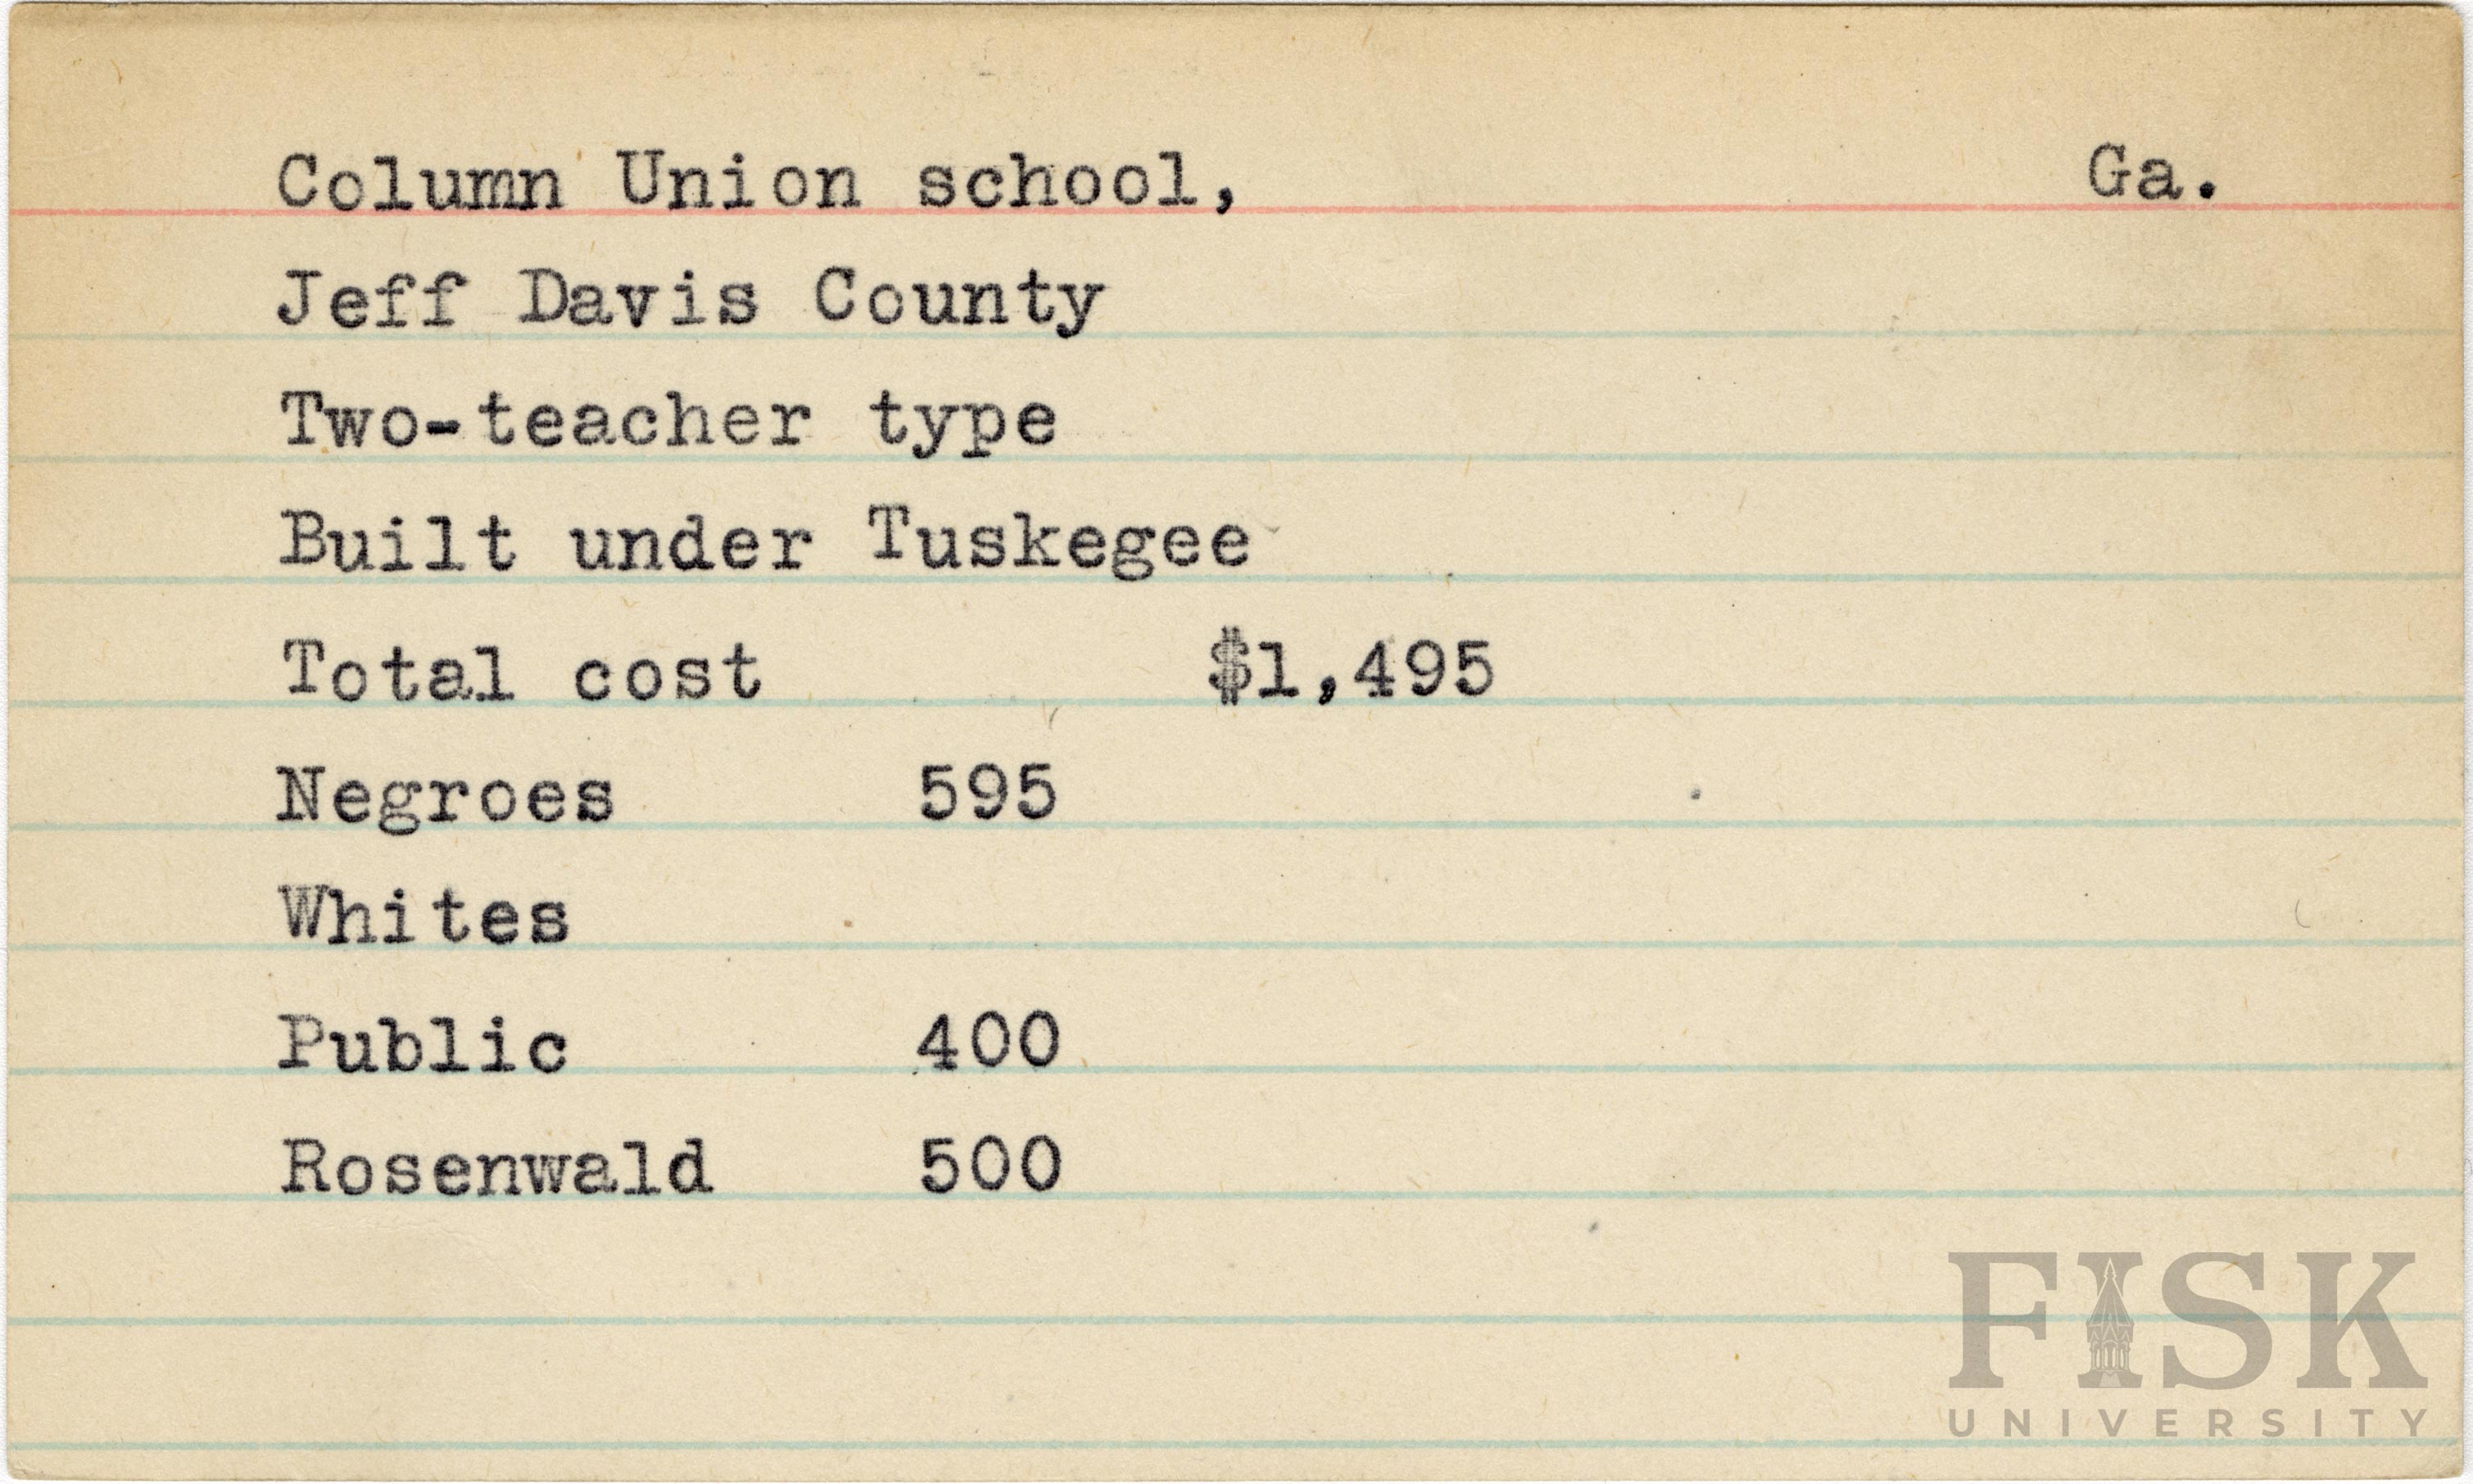 Column Union school, Ga.
Jeff Davis County
Two-teacher type
Built under Tuskegee
Total cost $1,495
Negroes 595
Whites
Public 400
Rosenwald 500
FISK
UNIVERSITY